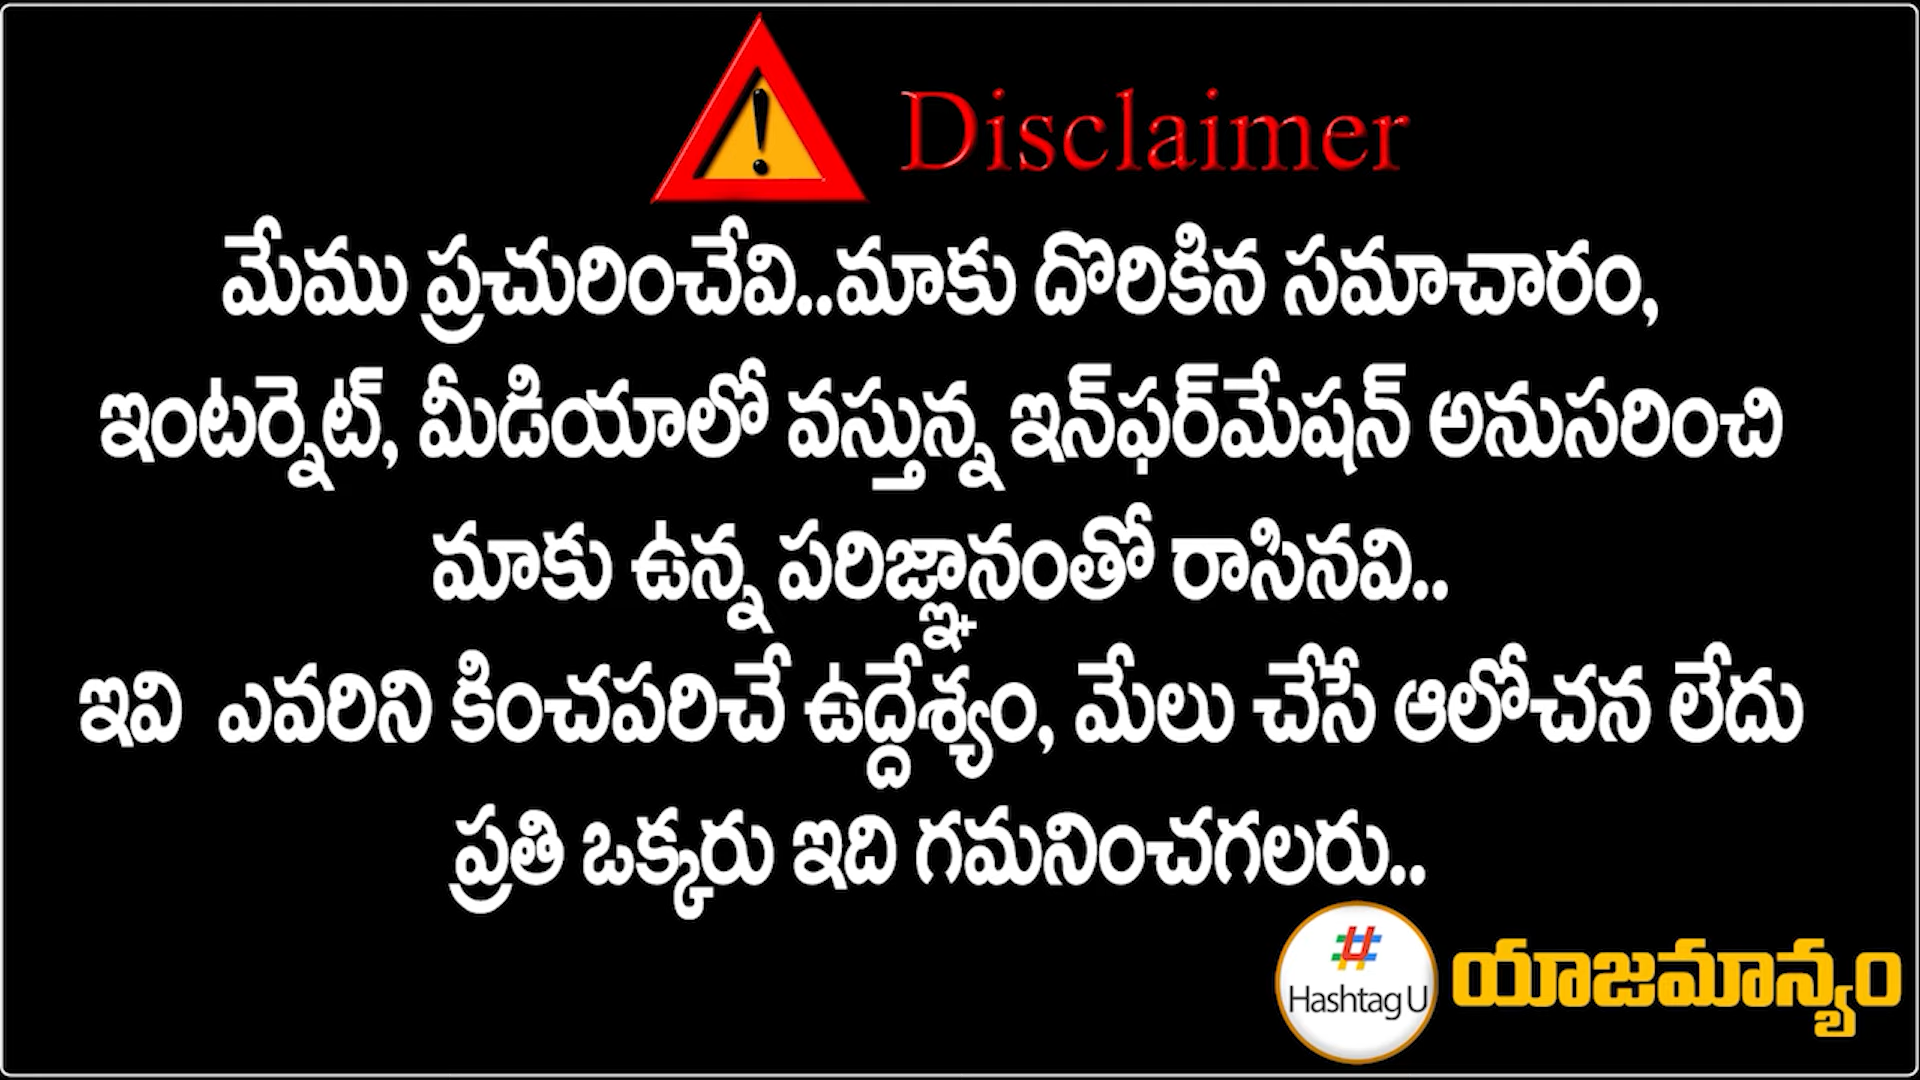 Disclaimer
మేము ప్రచురించేవి..మాకు దొరికిన సమాచారం,
ఇంటర్నెట్, మీడియాలో వస్తున్న ఇన్‌ఫర్‌మేషన్ అనుసరించి
మాకు ఉన్న పరిజ్ఞానంతో రాసినవి..
ఇవి ఎవరిని కించపరిచే ఉద్దేశ్యం, మేలు చేసే ఆలోచన లేదు
ప్రతి ఒక్కరు ఇది గమనించగలరు..
Hashtag U
యాజమాన్యం